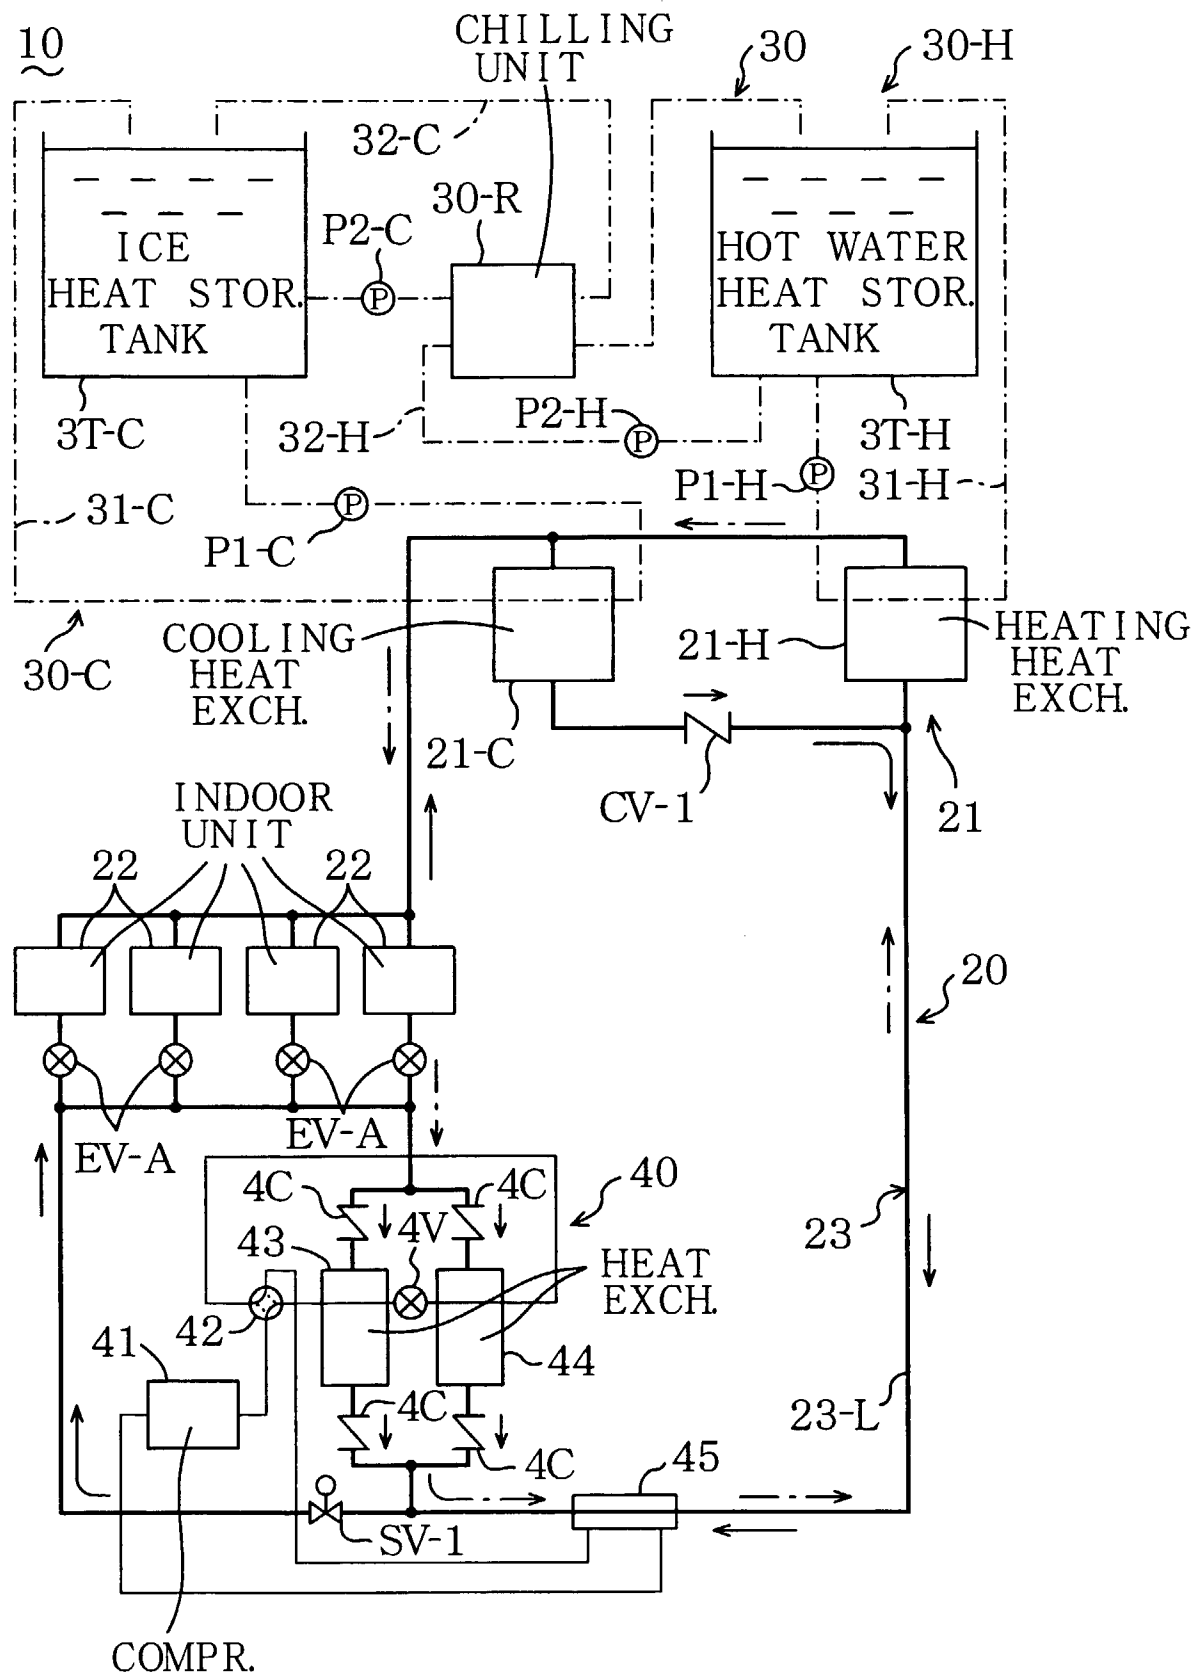 10
CHILLING
UNIT
30
30-H
32-C
30-R
P2-C
P
ICE
HEAT STOR.
TANK
HOT WATER
HEAT STOR.
TANK
3T-C
32-H
P2-H
P
3T-H
P1-H
P
31-H
31-C
P
P1-C
30-C
COOLING
HEAT
EXCH.
21-C
21-H
HEATING
HEAT
EXCH.
CV-1
21
INDOOR
UNIT
22
22
20
EV-A
EV-A
4C
4C
40
4V
43
23
HEAT
EXCH.
42
41
44
4C
23-L
4C
45
SV-1
COMPR.